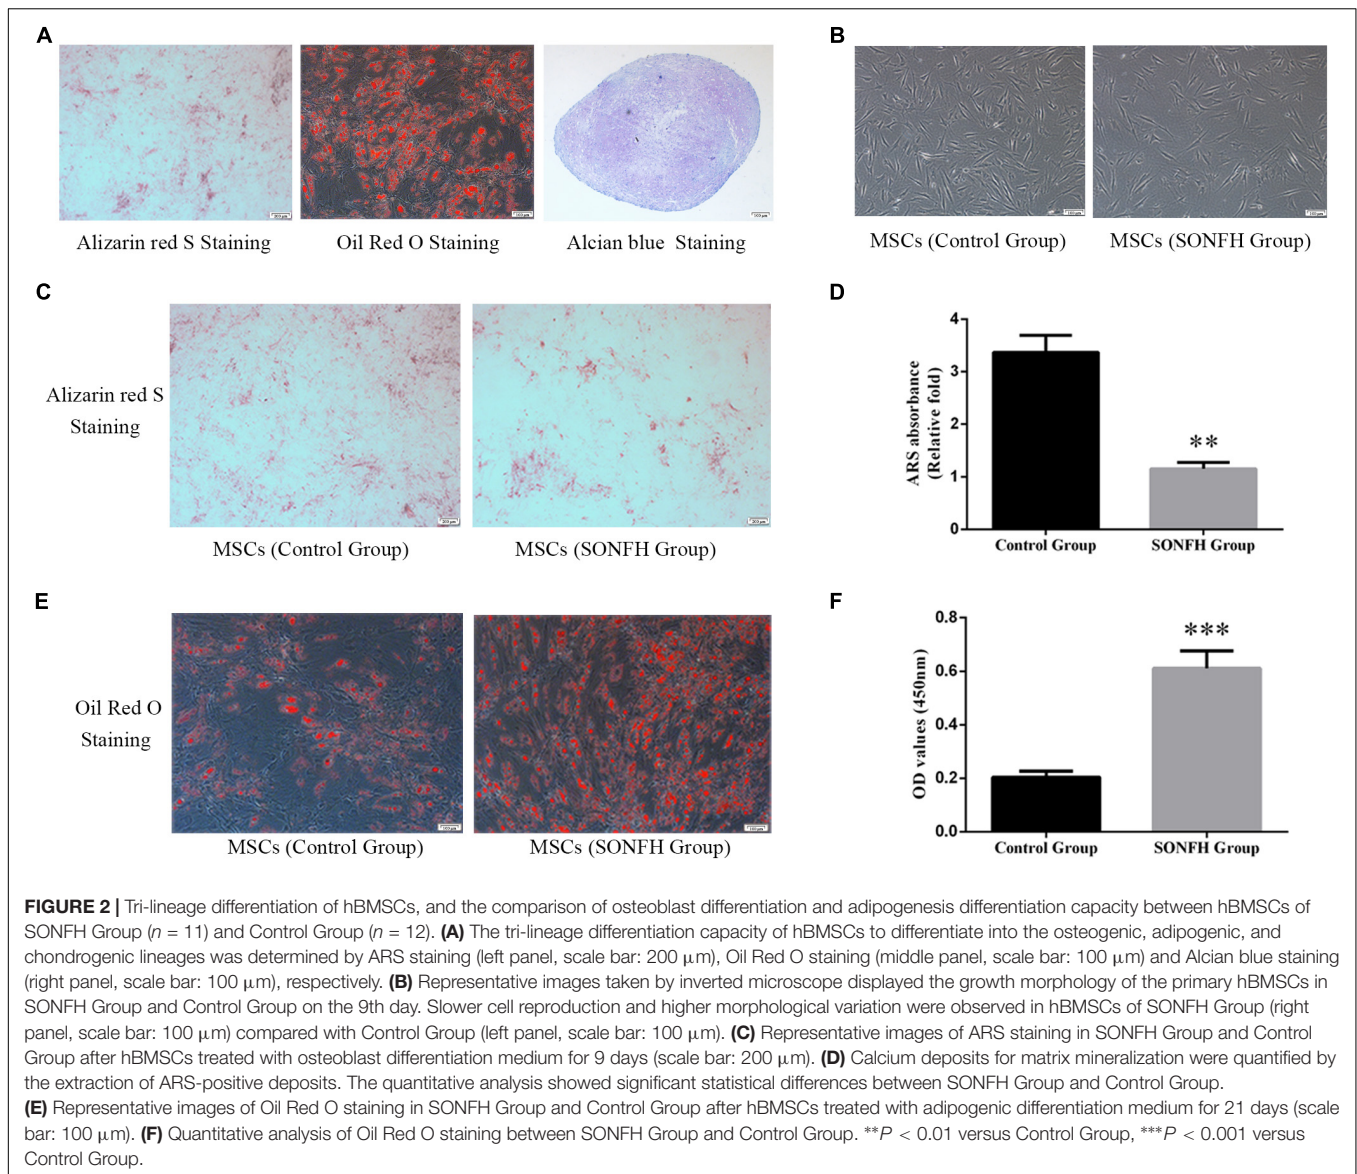 A
B
Alizarin red S Staining
Oil Red O Staining
Alcian blue Staining
MSCs (Control Group)
MSCs (SONFH Group)
C
Alizarin red S
Staining
200 μm
MSCs (Control Group)
MSCs (SONFH Group)
D
ARS absorbance
(Relative fold)
4
3
2
1
0
**
Control Group
SONFH Group
E
Oil Red O
Staining
MSCs (Control Group)
MSCs (SONFH Group)
F
OD values (450nm)
0.8
0.6
0.4
0.2
0.0
***
Control Group
SONFH Group
FIGURE 2 | Tri-lineage differentiation of hBMSCs, and the comparison of osteoblast differentiation and adipogenesis differentiation capacity between hBMSCs of
SONFH Group (n = 11) and Control Group (n = 12). (A) The tri-lineage differentiation capacity of hBMSCs to differentiate into the osteogenic, adipogenic, and
chondrogenic lineages was determined by ARS staining (left panel, scale bar: 200 μm), Oil Red O staining (middle panel, scale bar: 100 μm) and Alcian blue staining
(right panel, scale bar: 100 μm), respectively. (B) Representative images taken by inverted microscope displayed the growth morphology of the primary hBMSCs in
SONFH Group and Control Group on the 9th day. Slower cell reproduction and higher morphological variation were observed in hBMSCs of SONFH Group (right
panel, scale bar: 100 μm) compared with Control Group (left panel, scale bar: 100 μm). (C) Representative images of ARS staining in SONFH Group and Control
Group after hBMSCs treated with osteoblast differentiation medium for 9 days (scale bar: 200 μm). (D) Calcium deposits for matrix mineralization were quantified by
the extraction of ARS-positive deposits. The quantitative analysis showed significant statistical differences between SONFH Group and Control Group.
(E) Representative images of Oil Red O staining in SONFH Group and Control Group after hBMSCs treated with adipogenic differentiation medium for 21 days (scale
bar: 100 μm). (F) Quantitative analysis of Oil Red O staining between SONFH Group and Control Group. **P < 0.01 versus Control Group, ***P < 0.001 versus
Control Group.